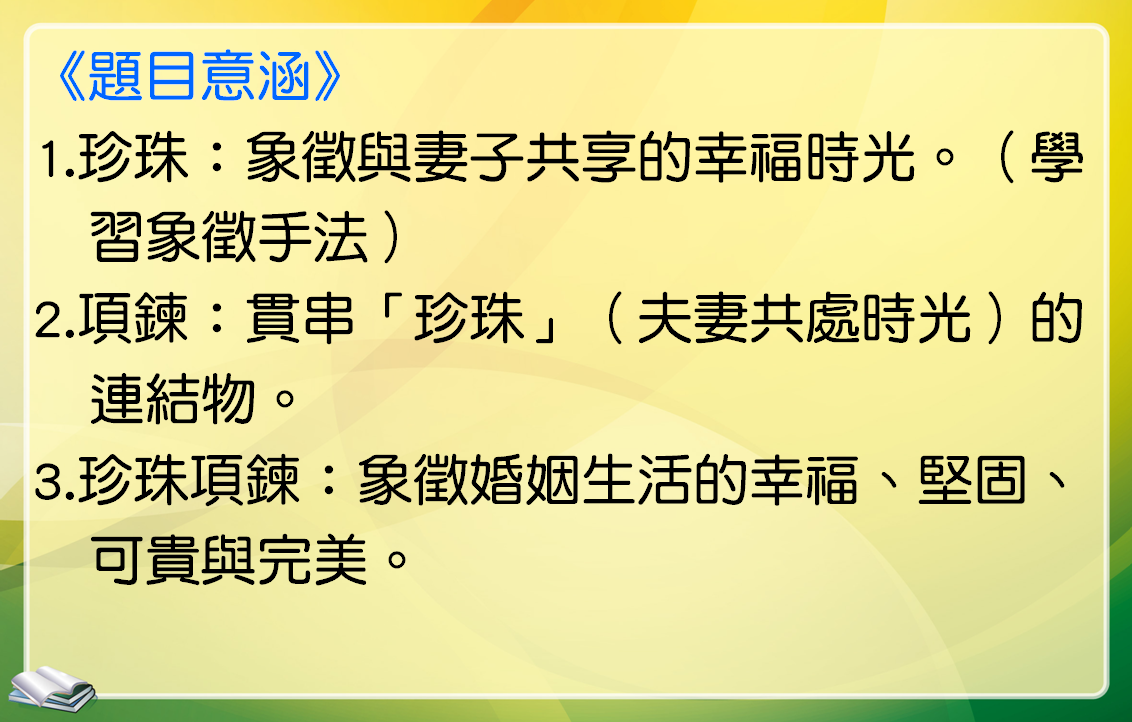 《題目意涵》
1.珍珠：象徵與妻子共享的幸福時光。（學
習象徵手法）
2.項鍊：貫串「珍珠」（夫妻共處時光）的
連結物。
3.珍珠項鍊：象徵婚姻生活的幸福、堅固、
可貴與完美。